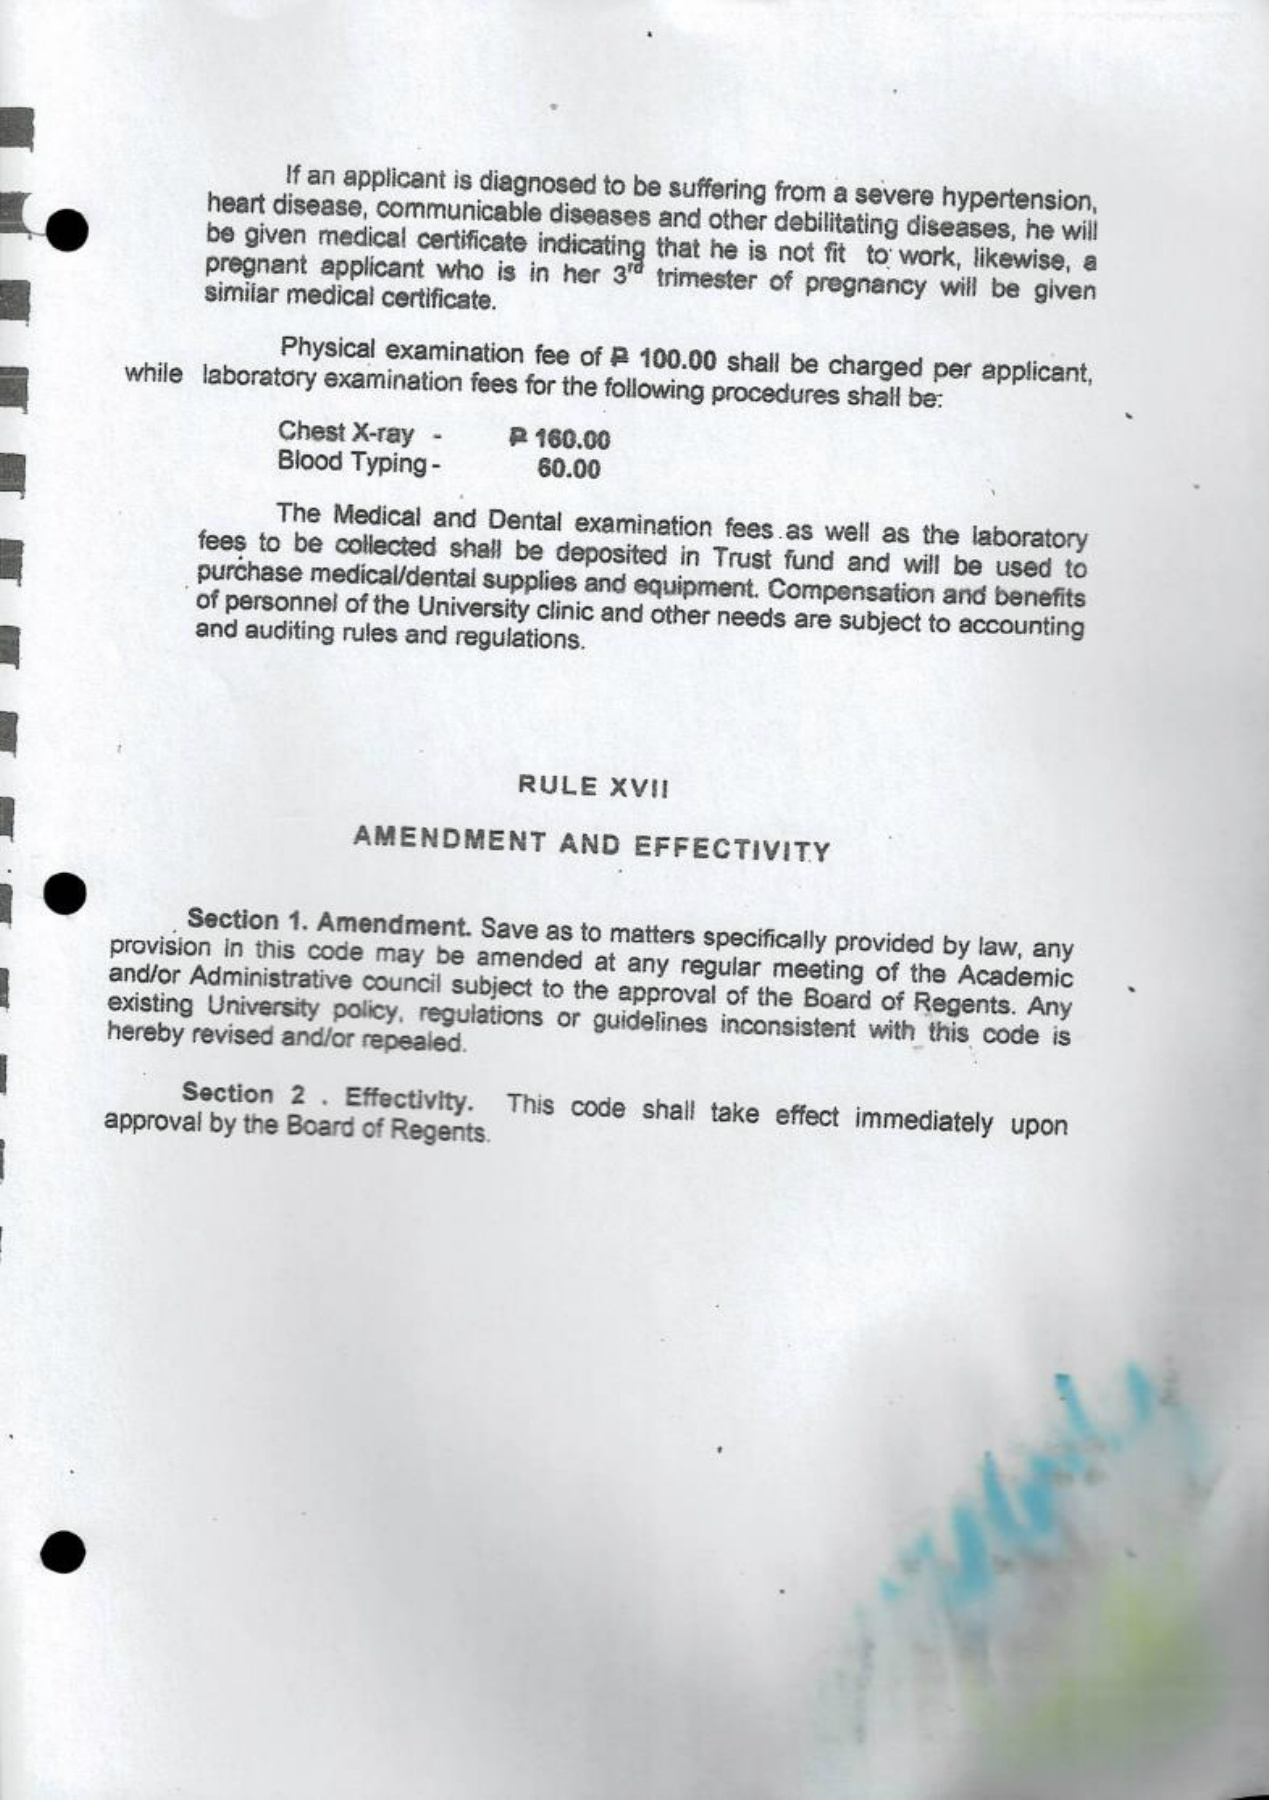 If an applicant is diagnosed to be suffering from a severe hypertension,
heart disease, communicable diseases and other debilitating diseases, he will
be given medical certificate indicating that he is not fit to work, likewise, a
pregnant applicant who is in her 3rd trimester of pregnancy will be given
similar medical certificate.
Physical examination fee of ₱ 100.00 shall be charged per applicant,
while laboratory examination fees for the following procedures shall be:
Chest X-ray - ₱ 160.00
Blood Typing - 60.00
The Medical and Dental examination fees as well as the laboratory
fees to be collected shall be deposited in Trust fund and will be used to
purchase medical/dental supplies and equipment. Compensation and benefits
of personnel of the University clinic and other needs are subject to accounting
and auditing rules and regulations.
RULE XVII
AMENDMENT AND EFFECTIVITY
Section 1. Amendment. Save as to matters specifically provided by law, any
provision in this code may be amended at any regular meeting of the Academic
and/or Administrative council subject to the approval of the Board of Regents. Any
existing University policy, regulations or guidelines inconsistent with this code is
hereby revised and/or repealed.
Section 2 . Effectivity. This code shall take effect immediately upon
approval by the Board of Regents.